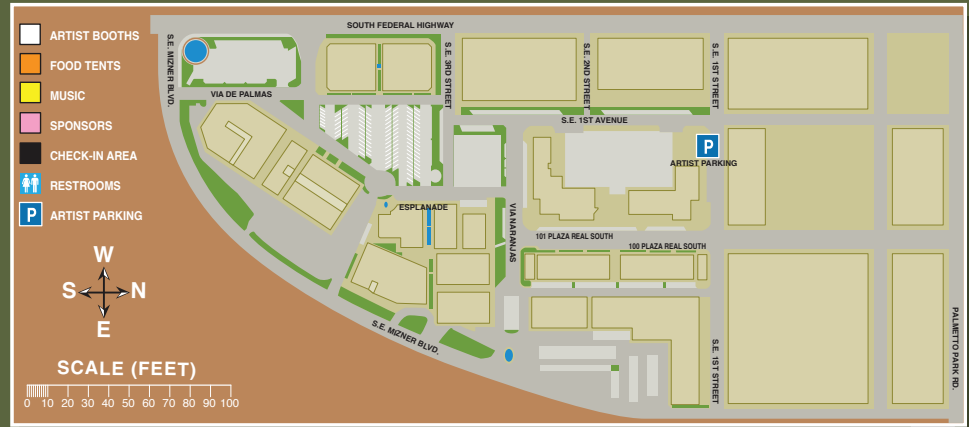 ARTIST BOOTHS
FOOD TENTS
MUSIC
SPONSORS
CHECK-IN AREA
RESTROOMS
P ARTIST PARKING
W
S N
E
SCALE (FEET)
0 10 20 30 40 50 60 70 80 90 100
SOUTH FEDERAL HIGHWAY
S.E. MIZNER BLVD.
VIA DE PALMAS
S.E. 3RD STREET
S.E. 2ND STREET
S.E. 1ST STREET
S.E. 1ST AVENUE
P
ARTIST PARKING
ESPLANADE
VIA NARANJAS
101 PLAZA REAL SOUTH
100 PLAZA REAL SOUTH
S.E. MIZNER BLVD.
S.E. 1ST STREET
PALMETTO PARK RD.